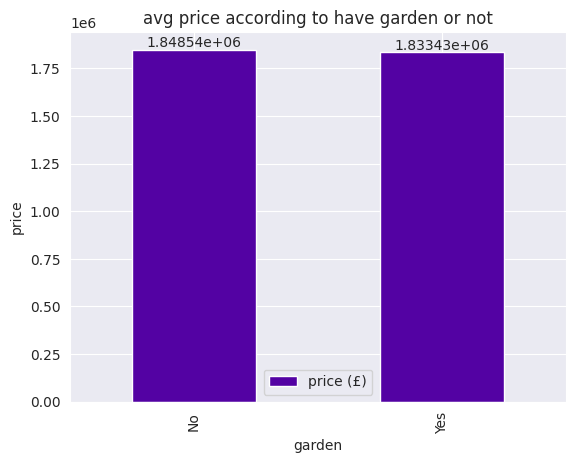 avg price according to have garden or not
1e6
1.84854e+06
1.83343e+06
1.75
1.50
1.25
1.00
0.75
0.50
0.25
0.00
price
price (£)
No
Yes
garden